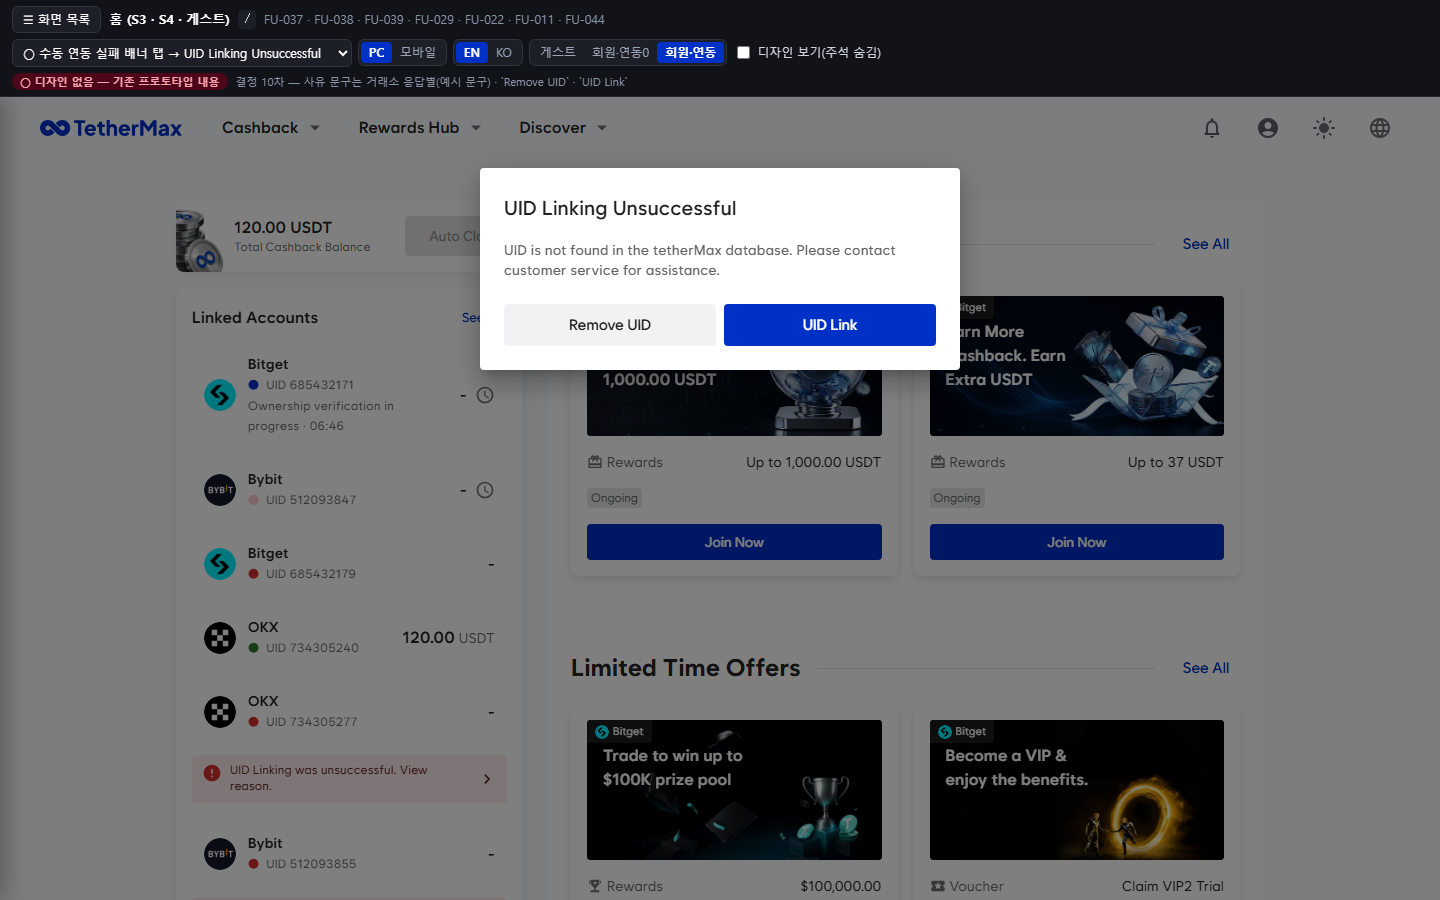 ☰ 화면 목록 홈 (S3 · S4 · 게스트) / FU-037 · FU-038 · FU-039 · FU-029 · FU-022 · FU-011 · FU-044
○ 수동 연동 실패 배너 탭 → UID Linking Unsuccessful PC 모바일 EN KO 게스트 회원·연동0 회원·연동 디자인 보기(주석 숨김)
○ 디자인 없음 — 기존 프로토타입 내용 결정 10차 — 사유 문구는 거래소 응답별(예시 문구) · `Remove UID` · `UID Link`
TetherMax Cashback Rewards Hub Discover
UID Linking Unsuccessful
UID is not found in the tetherMax database. Please contact
customer service for assistance.
Remove UID UID Link
120.00 USDT
Total Cashback Balance
Auto Cl
See All
Linked Accounts
See
Bitget
UID 685432171
Ownership verification in
progress · 06:46
-
Bybit
UID 512093847
-
Bitget
UID 685432179
-
OKX
UID 734305240
120.00 USDT
OKX
UID 734305277
-
UID Linking was unsuccessful. View
reason.
Bybit
UID 512093855
-
1,000.00 USDT
Rewards Up to 1,000.00 USDT
Ongoing
Join Now
itget
arn More
ashback. Earn
Extra USDT
Rewards Up to 37 USDT
Ongoing
Join Now
Limited Time Offers
See All
Bitget
Trade to win up to
$100K prize pool
Rewards $100,000.00
Bitget
Become a VIP &
enjoy the benefits.
Voucher Claim VIP2 Trial